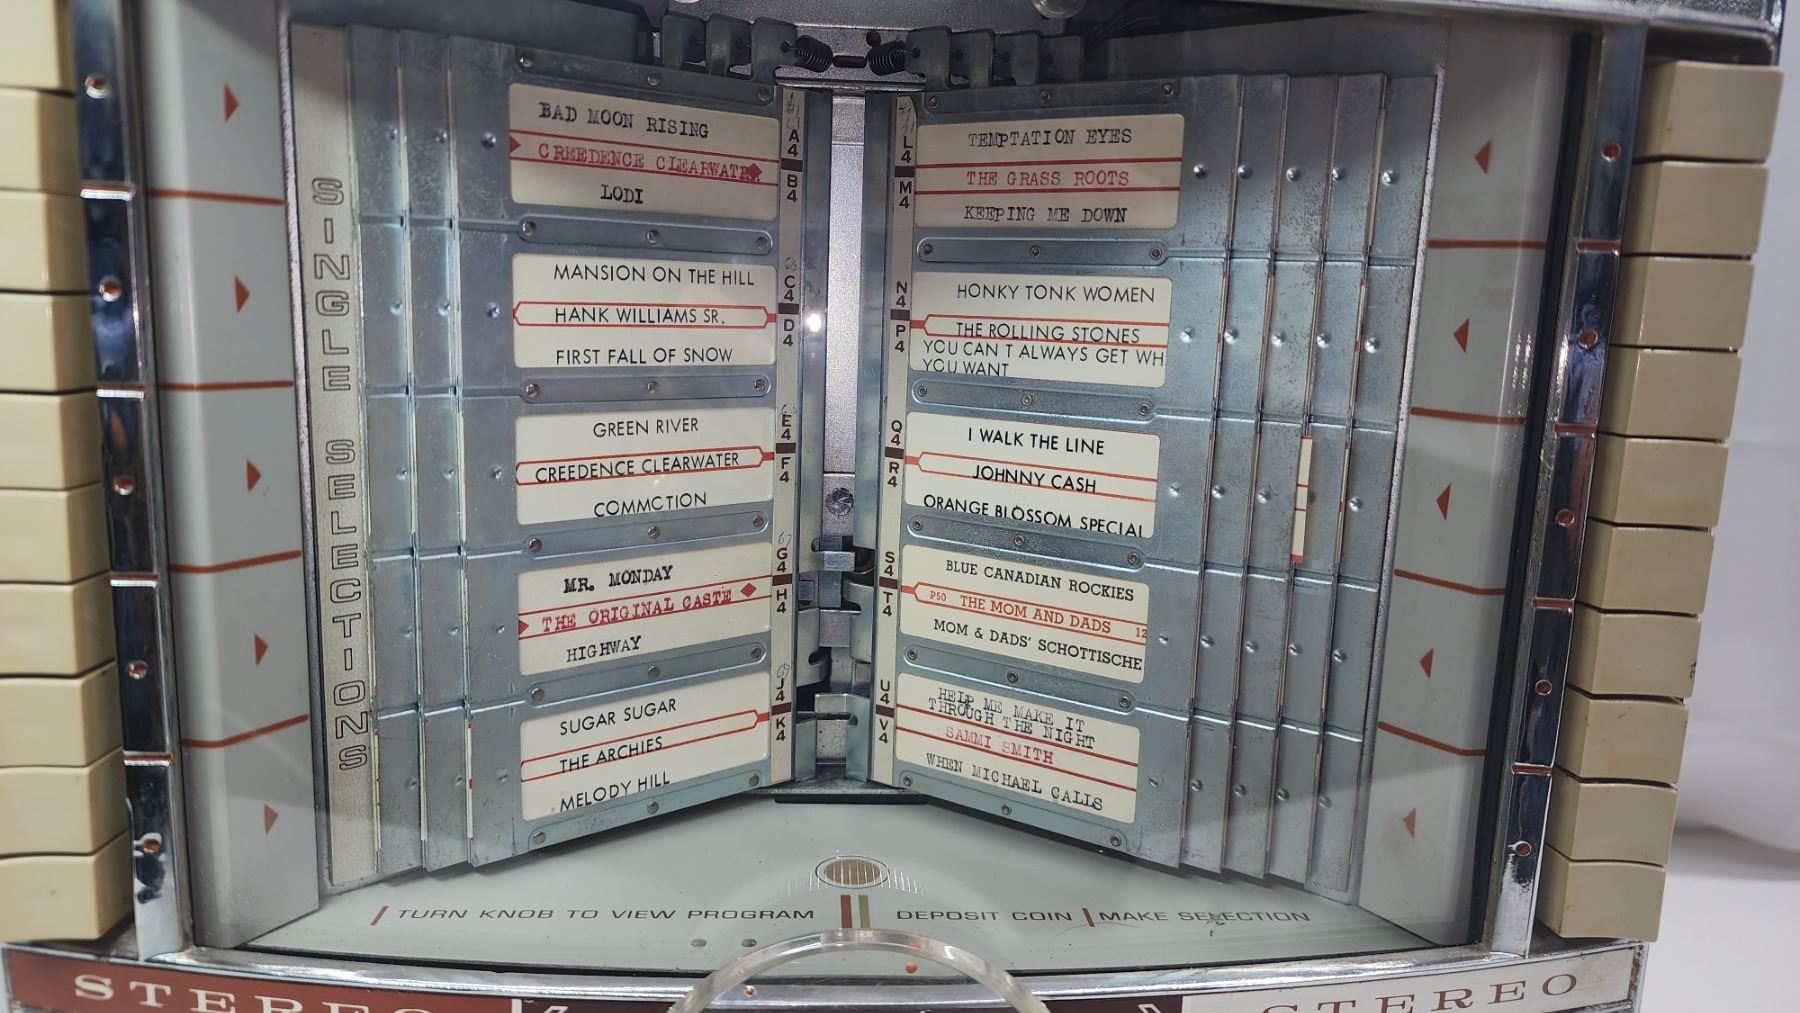 SINGLE SELECTIONS
BAD MOON RISING
CREEDENCE CLEARWATER
LODI
A4
B4
MANSION ON THE HILL
HANK WILLIAMS SR.
FIRST FALL OF SNOW
C4
D4
GREEN RIVER
CREEDENCE CLEARWATER
COMMCTION
E4
F4
MR. MONDAY
THE ORIGINAL CASTE
HIGHWAY
G4
H4
SUGAR SUGAR
THE ARCHIES
MELODY HILL
J4
K4
L4
M4
TEMPTATION EYES
THE GRASS ROOTS
KEEPING ME DOWN
N4
P4
HONKY TONK WOMEN
THE ROLLING STONES
YOU CAN T ALWAYS GET WH
YOU WANT
Q4
R4
I WALK THE LINE
JOHNNY CASH
ORANGE BLOSSOM SPECIAL
S4
T4
BLUE CANADIAN ROCKIES
P50 THE MOM AND DADS 12
MOM & DADS' SCHOTTISCHE
U4
V4
HELP ME MAKE IT
THROUGH THE NIGHT
SAMMI SMITH
WHEN MICHAEL CALLS
TURN KNOB TO VIEW PROGRAM DEPOSIT COIN MAKE SELECTION
STEREO STEREO